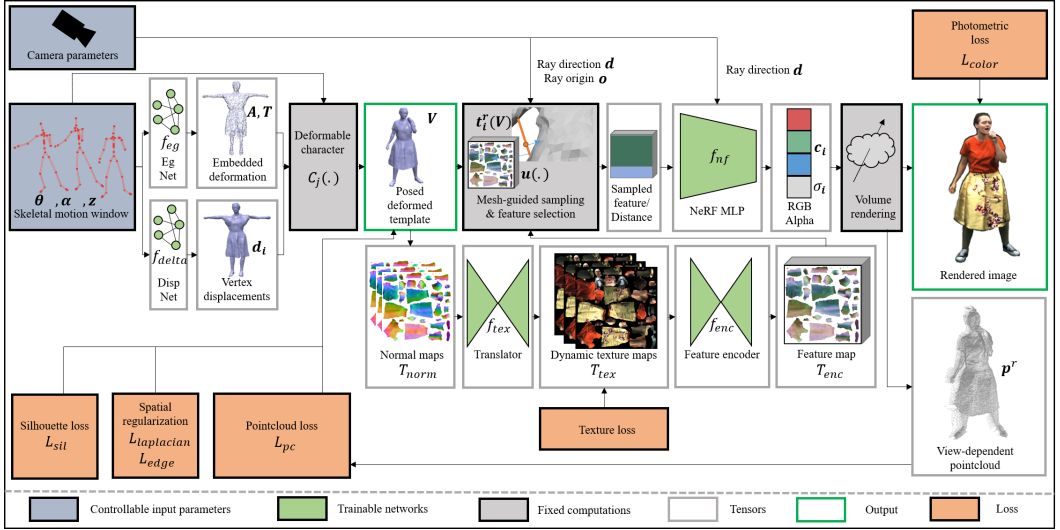 Camera parameters
Ray direction d
Ray origin o
Ray direction d
Photometric
loss
L_color
θ , α , z
Skeletal motion window
f_eg
Eg
Net
A, T
Embedded
deformation
f_delta
Disp
Net
d_i
Vertex
displacements
Deformable
character
C_j(.)
V
Posed
deformed
template
t_i^r(V)
u(.)
Mesh-guided sampling
& feature selection
Sampled
feature/
Distance
f_nf
NeRF MLP
c_i
σ_i
RGB
Alpha
Volume
rendering
Rendered image
Normal maps
T_norm
f_tex
Translator
Dynamic texture maps
T_tex
f_enc
Feature encoder
Feature map
T_enc
p^r
View-dependent
pointcloud
Silhouette loss
L_sil
Spatial
regularization
L_laplacian
L_edge
Pointcloud loss
L_pc
Texture loss
Controllable input parameters
Trainable networks
Fixed computations
Tensors
Output
Loss